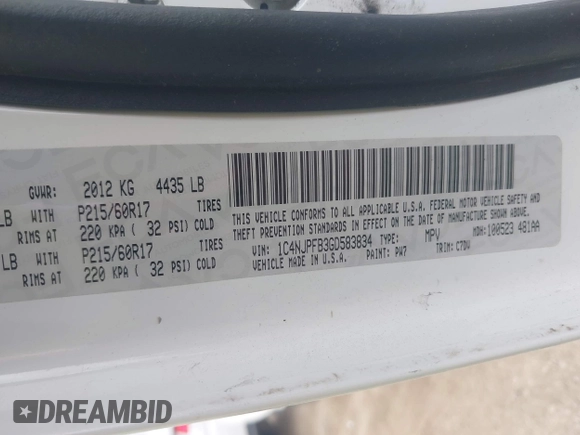 GVWR: 2012 KG 4435 LB
LB WITH P215/60R17 TIRES
RIMS AT 220 KPA ( 32 PSI) COLD
LB WITH P215/60R17 TIRES
RIMS AT 220 KPA ( 32 PSI) COLD
THIS VEHICLE CONFORMS TO ALL APPLICABLE U.S.A. FEDERAL MOTOR VEHICLE SAFETY AND
THEFT PREVENTION STANDARDS IN EFFECT ON THE DATE OF MANUFACTURE SHOWN ABOVE.
VIN: 1C4NJPFB3GD583834 TYPE: MPV MDH: 100523 481AA
VEHICLE MADE IN U.S.A. PAINT: PW7 TRIM: C7DV
DREAMBID